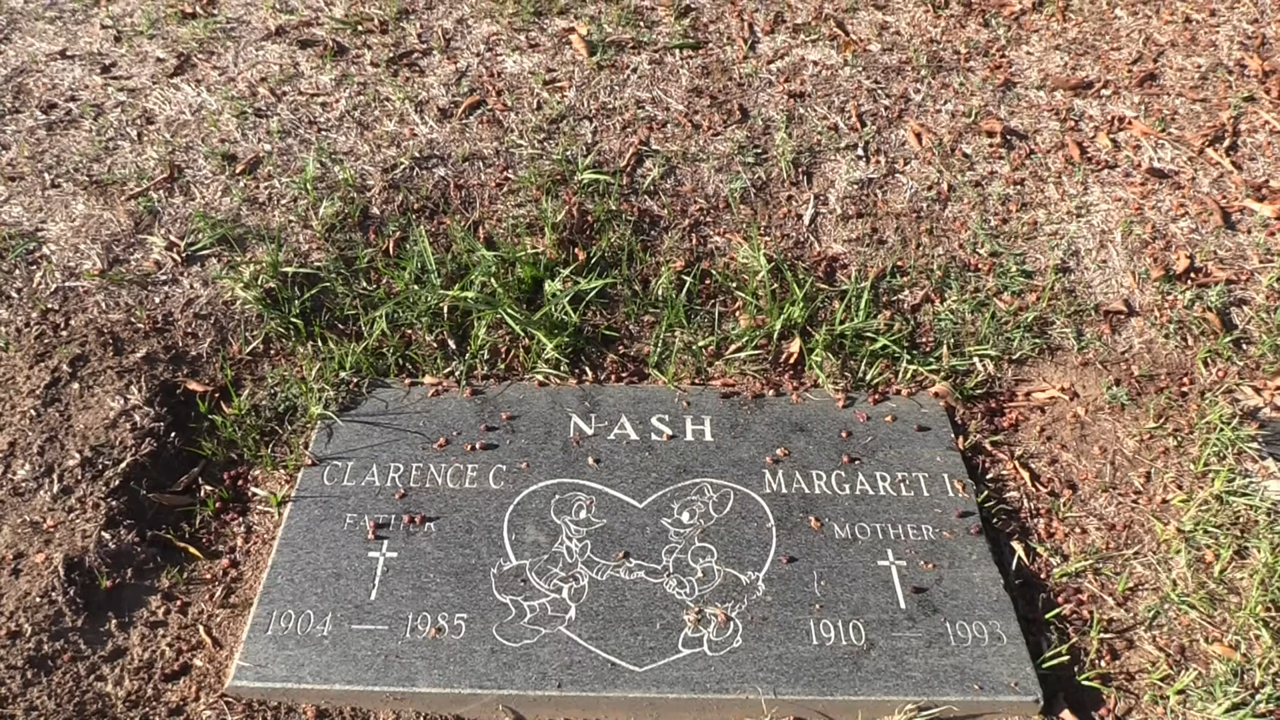 NASH
CLARENCE C. MARGARET I.
FATHER MOTHER
1904 — 1985 1910 — 1993